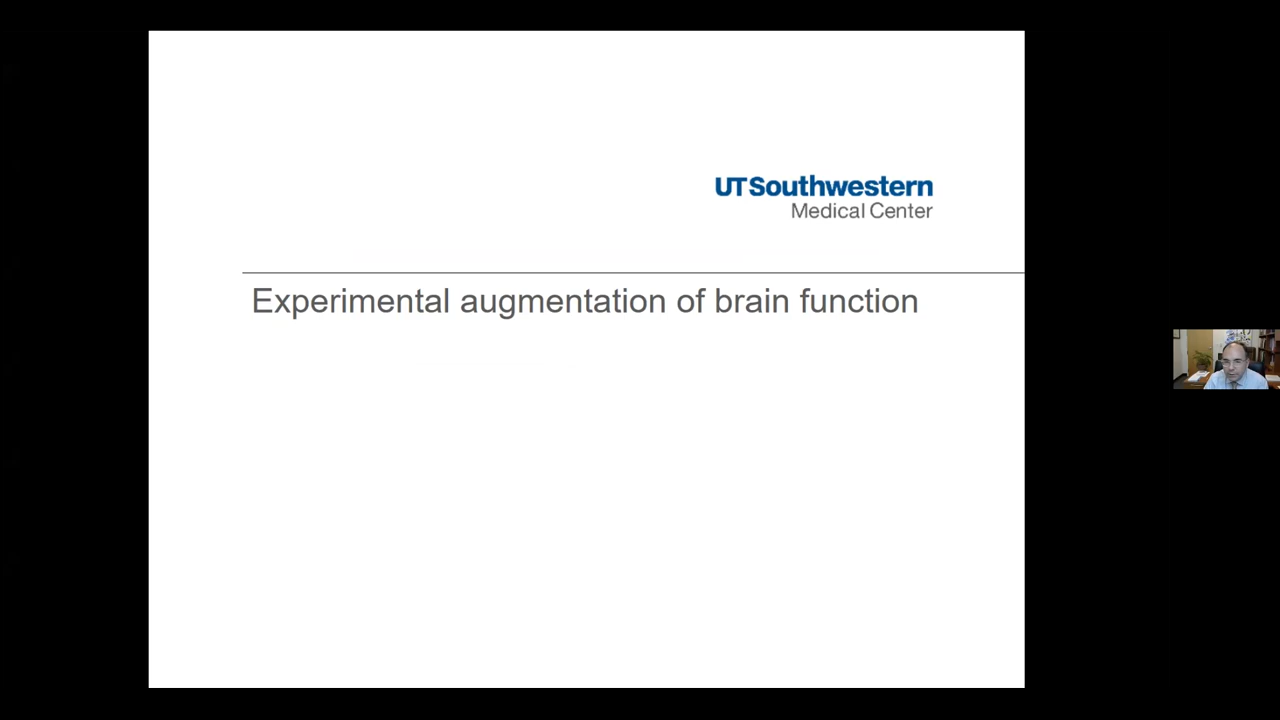 UTSouthwestern
Medical Center
Experimental augmentation of brain function